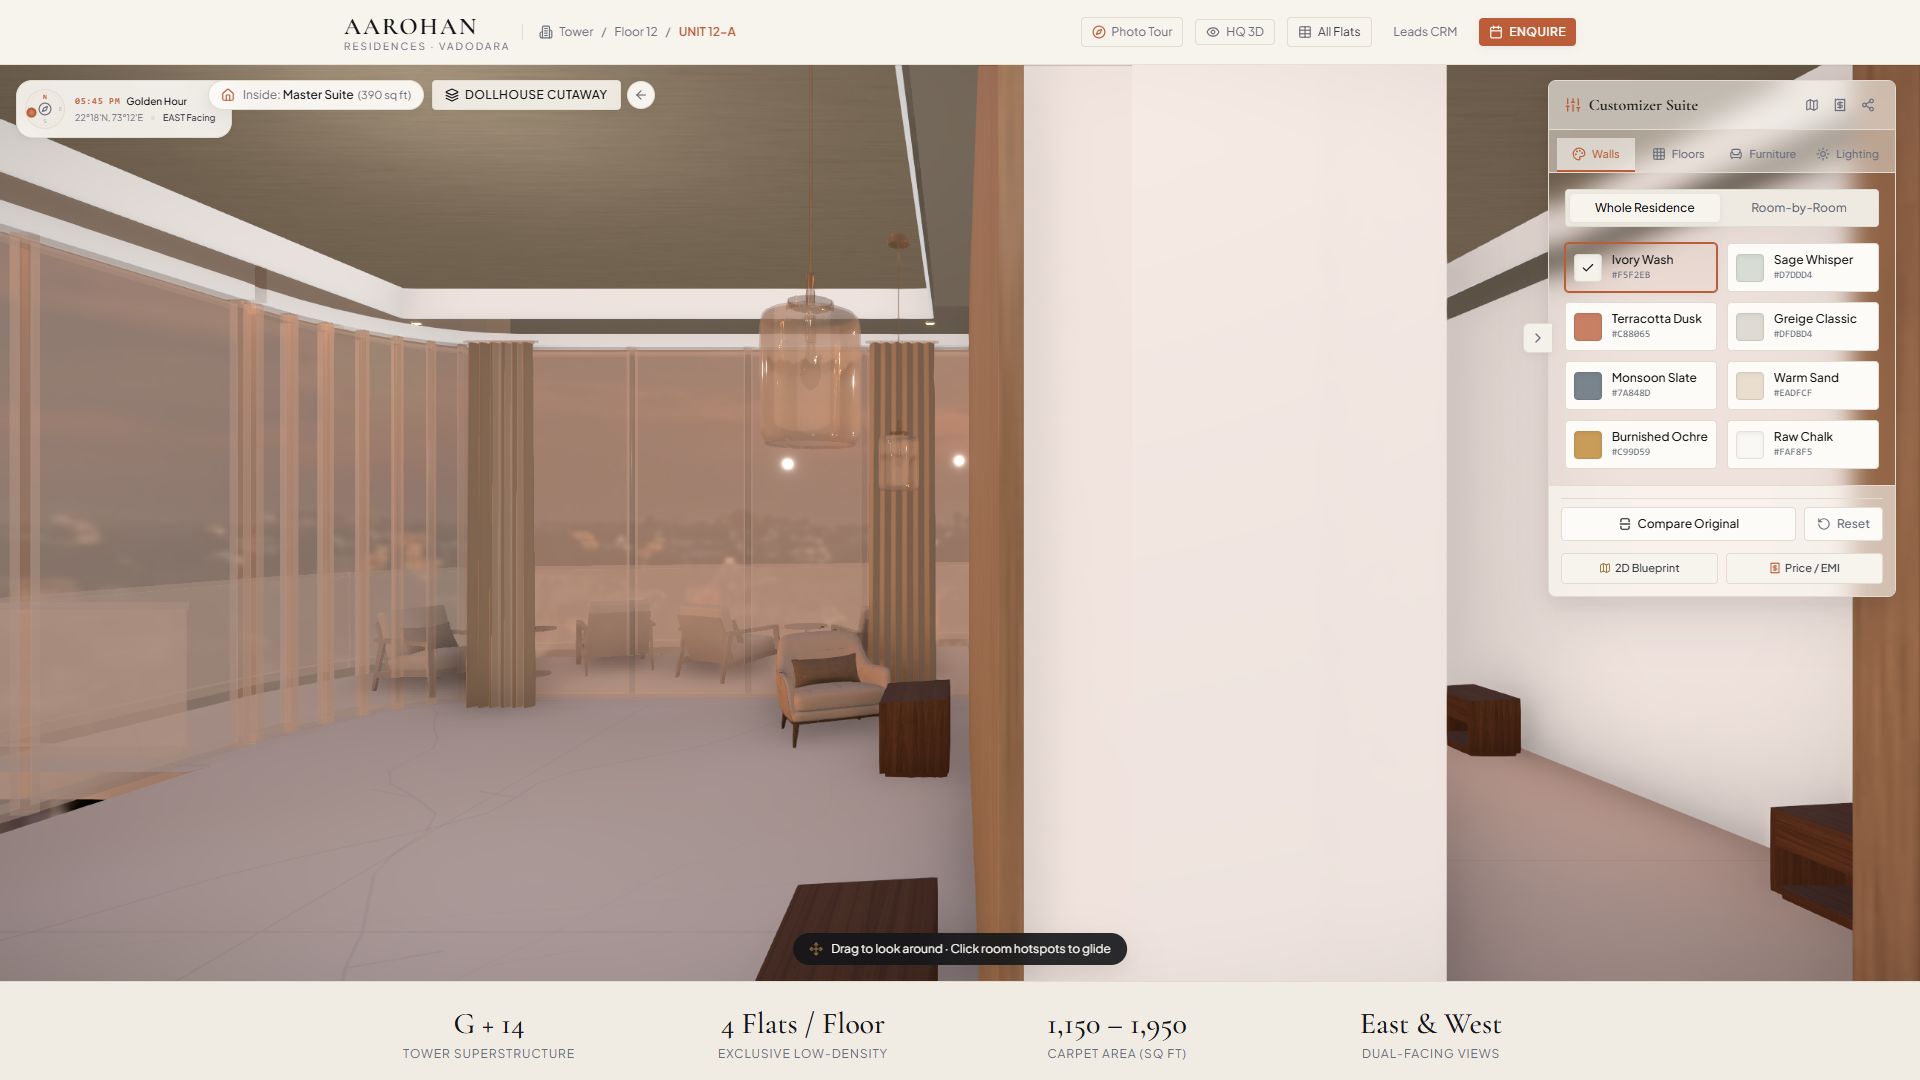 AAROHAN
RESIDENCES · VADODARA
Tower / Floor 12 / UNIT 12-A
Photo Tour
HQ 3D
All Flats
Leads CRM
ENQUIRE
N
05:45 PM Golden Hour
22°18'N, 73°12'E · EAST Facing
Inside: Master Suite (390 sq ft)
DOLLHOUSE CUTAWAY
Customizer Suite
Walls
Floors
Furniture
Lighting
Whole Residence
Room-by-Room
Ivory Wash
#F5F2EB
Sage Whisper
#D7DDD4
Terracotta Dusk
#C88065
Greige Classic
#DFDBD4
Monsoon Slate
#7A848D
Warm Sand
#EADFCF
Burnished Ochre
#C99D59
Raw Chalk
#FAF8F5
Compare Original
Reset
2D Blueprint
Price / EMI
Drag to look around · Click room hotspots to glide
G + 14
TOWER SUPERSTRUCTURE
4 Flats / Floor
EXCLUSIVE LOW-DENSITY
1,150 – 1,950
CARPET AREA (SQ FT)
East & West
DUAL-FACING VIEWS